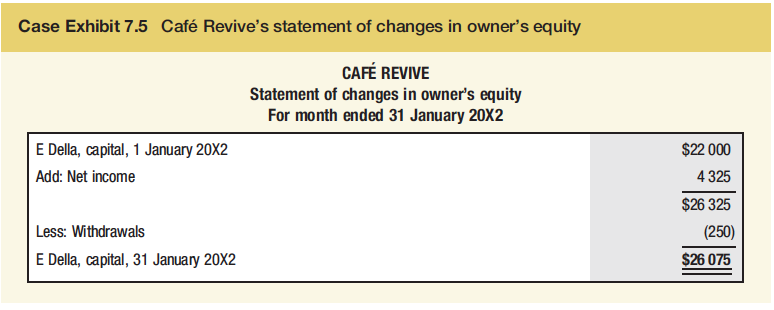 Case Exhibit 7.5 Café Revive's statement of changes in owner's equity
CAFÉ REVIVE
Statement of changes in owner's equity
For month ended 31 January 20X2
E Della, capital, 1 January 20X2 $22 000
Add: Net income 4 325
$26 325
Less: Withdrawals (250)
E Della, capital, 31 January 20X2 $26 075